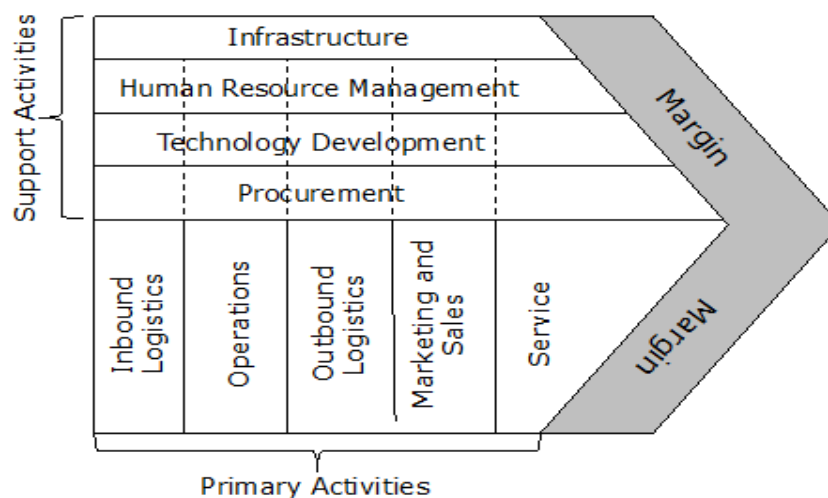 Support Activities
Infrastructure
Human Resource Management
Technology Development
Procurement
Margin
Inbound
Logistics
Operations
Outbound
Logistics
Marketing and
Sales
Service
Margin
Primary Activities